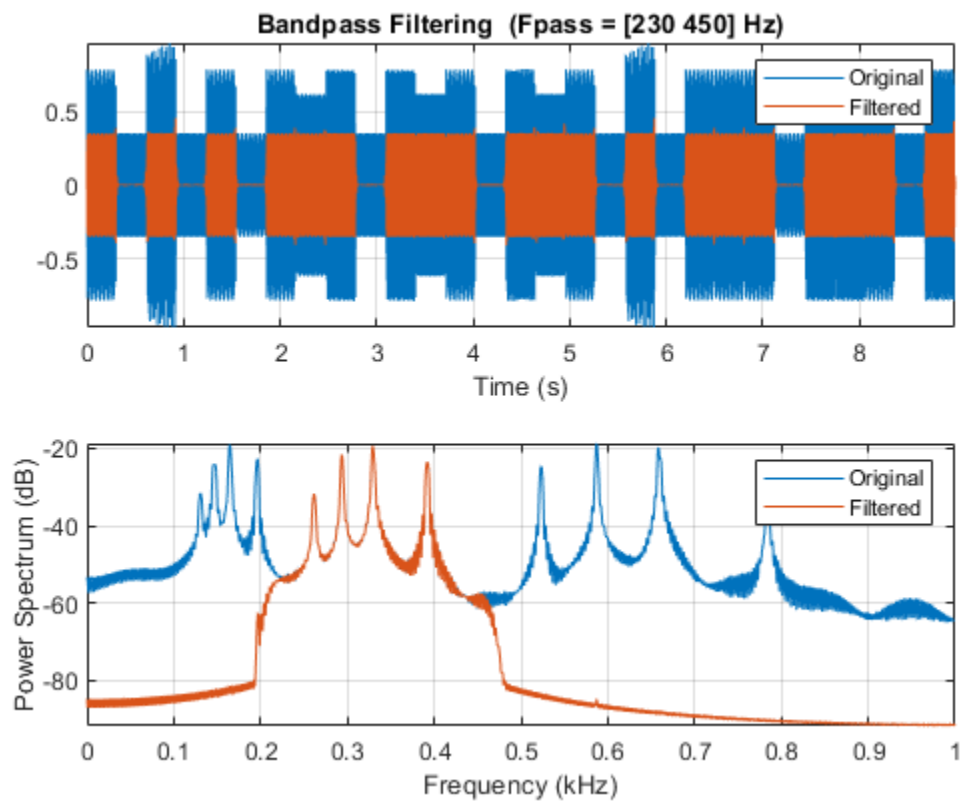 Bandpass Filtering (Fpass = [230 450] Hz)
Original
Filtered
0.5
0
-0.5
0 1 2 3 4 5 6 7 8
Time (s)
-20
Original
Filtered
-40
-60
-80
Power Spectrum (dB)
0 0.1 0.2 0.3 0.4 0.5 0.6 0.7 0.8 0.9 1
Frequency (kHz)